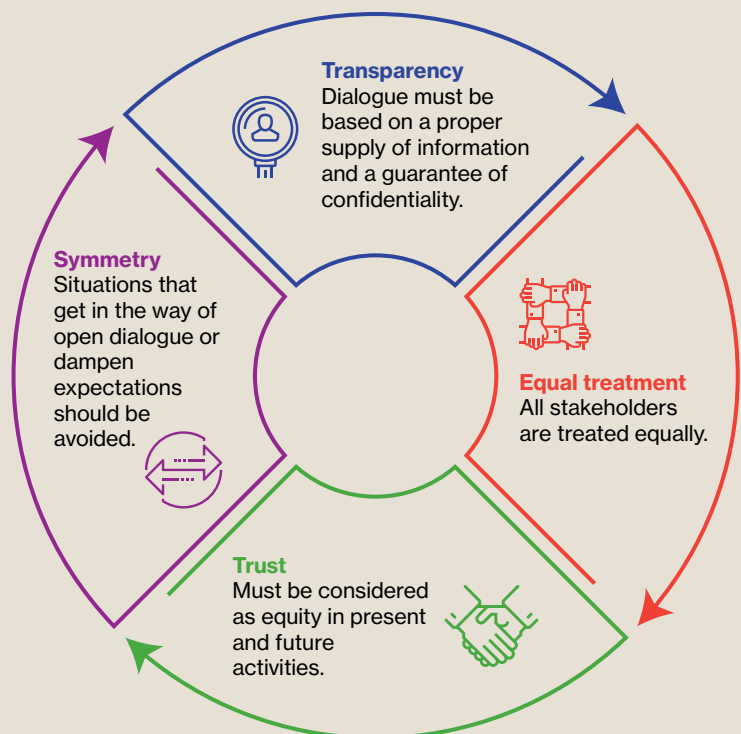 Transparency
Dialogue must be
based on a proper
supply of information
and a guarantee of
confidentiality.
Equal treatment
All stakeholders
are treated equally.
Trust
Must be considered
as equity in present
and future
activities.
Symmetry
Situations that
get in the way of
open dialogue or
dampen
expectations
should be
avoided.